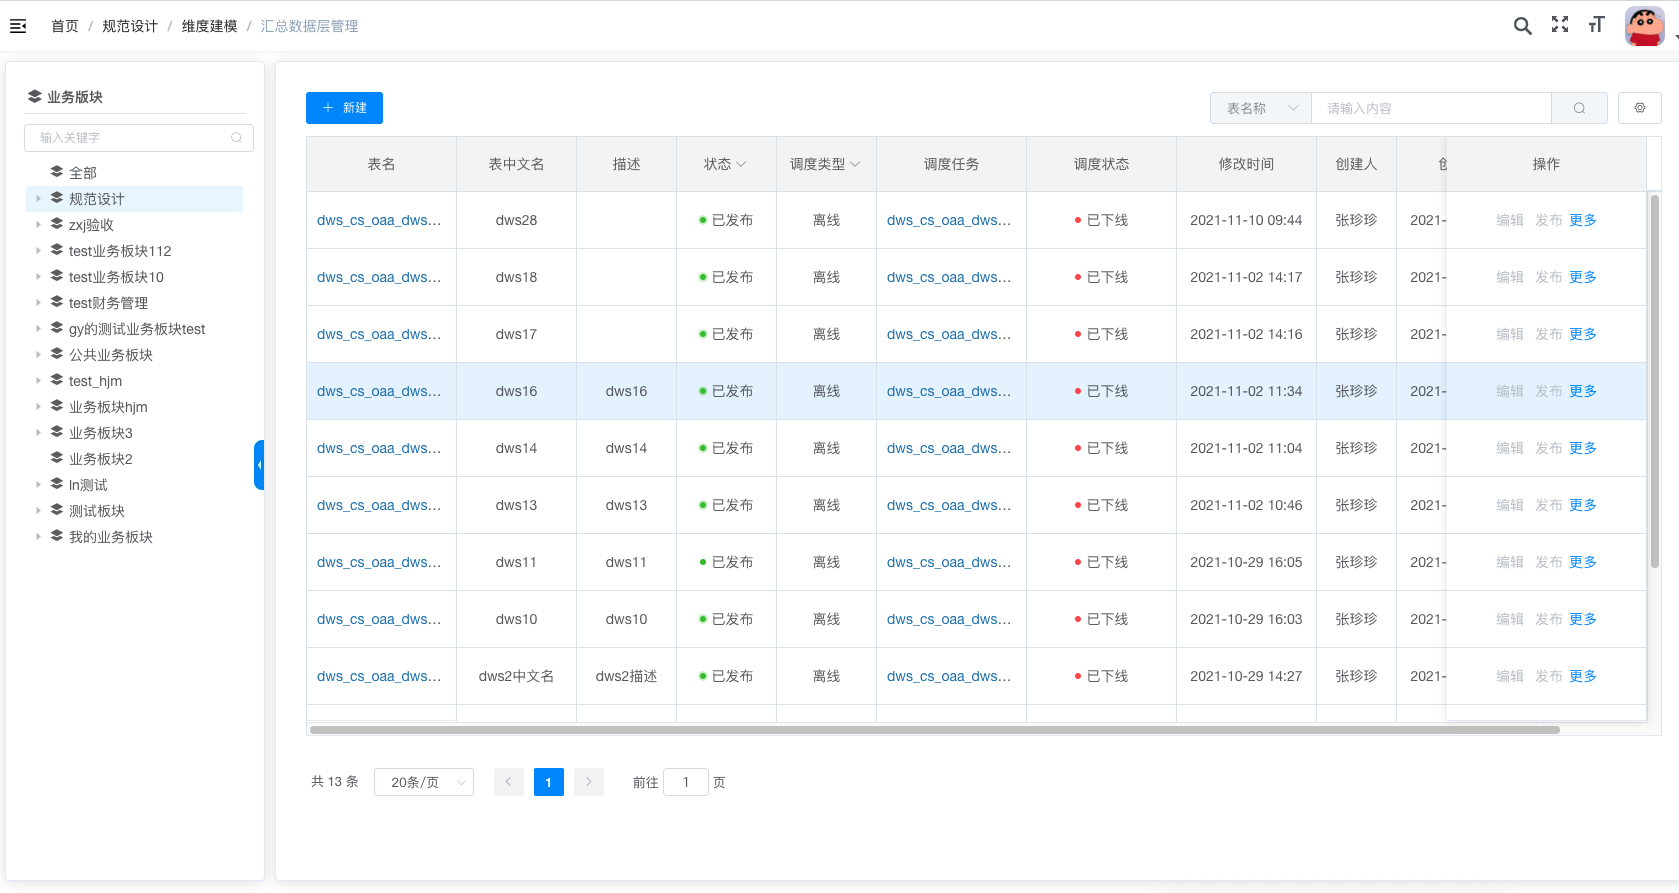 首页 / 规范设计 / 维度建模 / 汇总数据层管理
业务版块
输入关键字
全部
规范设计
zxj验收
test业务板块112
test业务板块10
test财务管理
gy的测试业务板块test
公共业务板块
test_hjm
业务板块hjm
业务板块3
业务板块2
ln测试
测试板块
我的业务板块
新建 表名称 请输入内容
表名 表中文名 描述 状态 调度类型 调度任务 调度状态 修改时间 创建人 操作
dws_cs_oaa_dws... dws28 已发布 离线 dws_cs_oaa_dws... 已下线 2021-11-10 09:44 张珍珍 2021- 编辑 发布 更多
dws_cs_oaa_dws... dws18 已发布 离线 dws_cs_oaa_dws... 已下线 2021-11-02 14:17 张珍珍 2021- 编辑 发布 更多
dws_cs_oaa_dws... dws17 已发布 离线 dws_cs_oaa_dws... 已下线 2021-11-02 14:16 张珍珍 2021- 编辑 发布 更多
dws_cs_oaa_dws... dws16 dws16 已发布 离线 dws_cs_oaa_dws... 已下线 2021-11-02 11:34 张珍珍 2021- 编辑 发布 更多
dws_cs_oaa_dws... dws14 dws14 已发布 离线 dws_cs_oaa_dws... 已下线 2021-11-02 11:04 张珍珍 2021- 编辑 发布 更多
dws_cs_oaa_dws... dws13 dws13 已发布 离线 dws_cs_oaa_dws... 已下线 2021-11-02 10:46 张珍珍 2021- 编辑 发布 更多
dws_cs_oaa_dws... dws11 dws11 已发布 离线 dws_cs_oaa_dws... 已下线 2021-10-29 16:05 张珍珍 2021- 编辑 发布 更多
dws_cs_oaa_dws... dws10 dws10 已发布 离线 dws_cs_oaa_dws... 已下线 2021-10-29 16:03 张珍珍 2021- 编辑 发布 更多
dws_cs_oaa_dws... dws2中文名 dws2描述 已发布 离线 dws_cs_oaa_dws... 已下线 2021-10-29 14:27 张珍珍 2021- 编辑 发布 更多
共 13 条 20条/页 1 前往 1 页